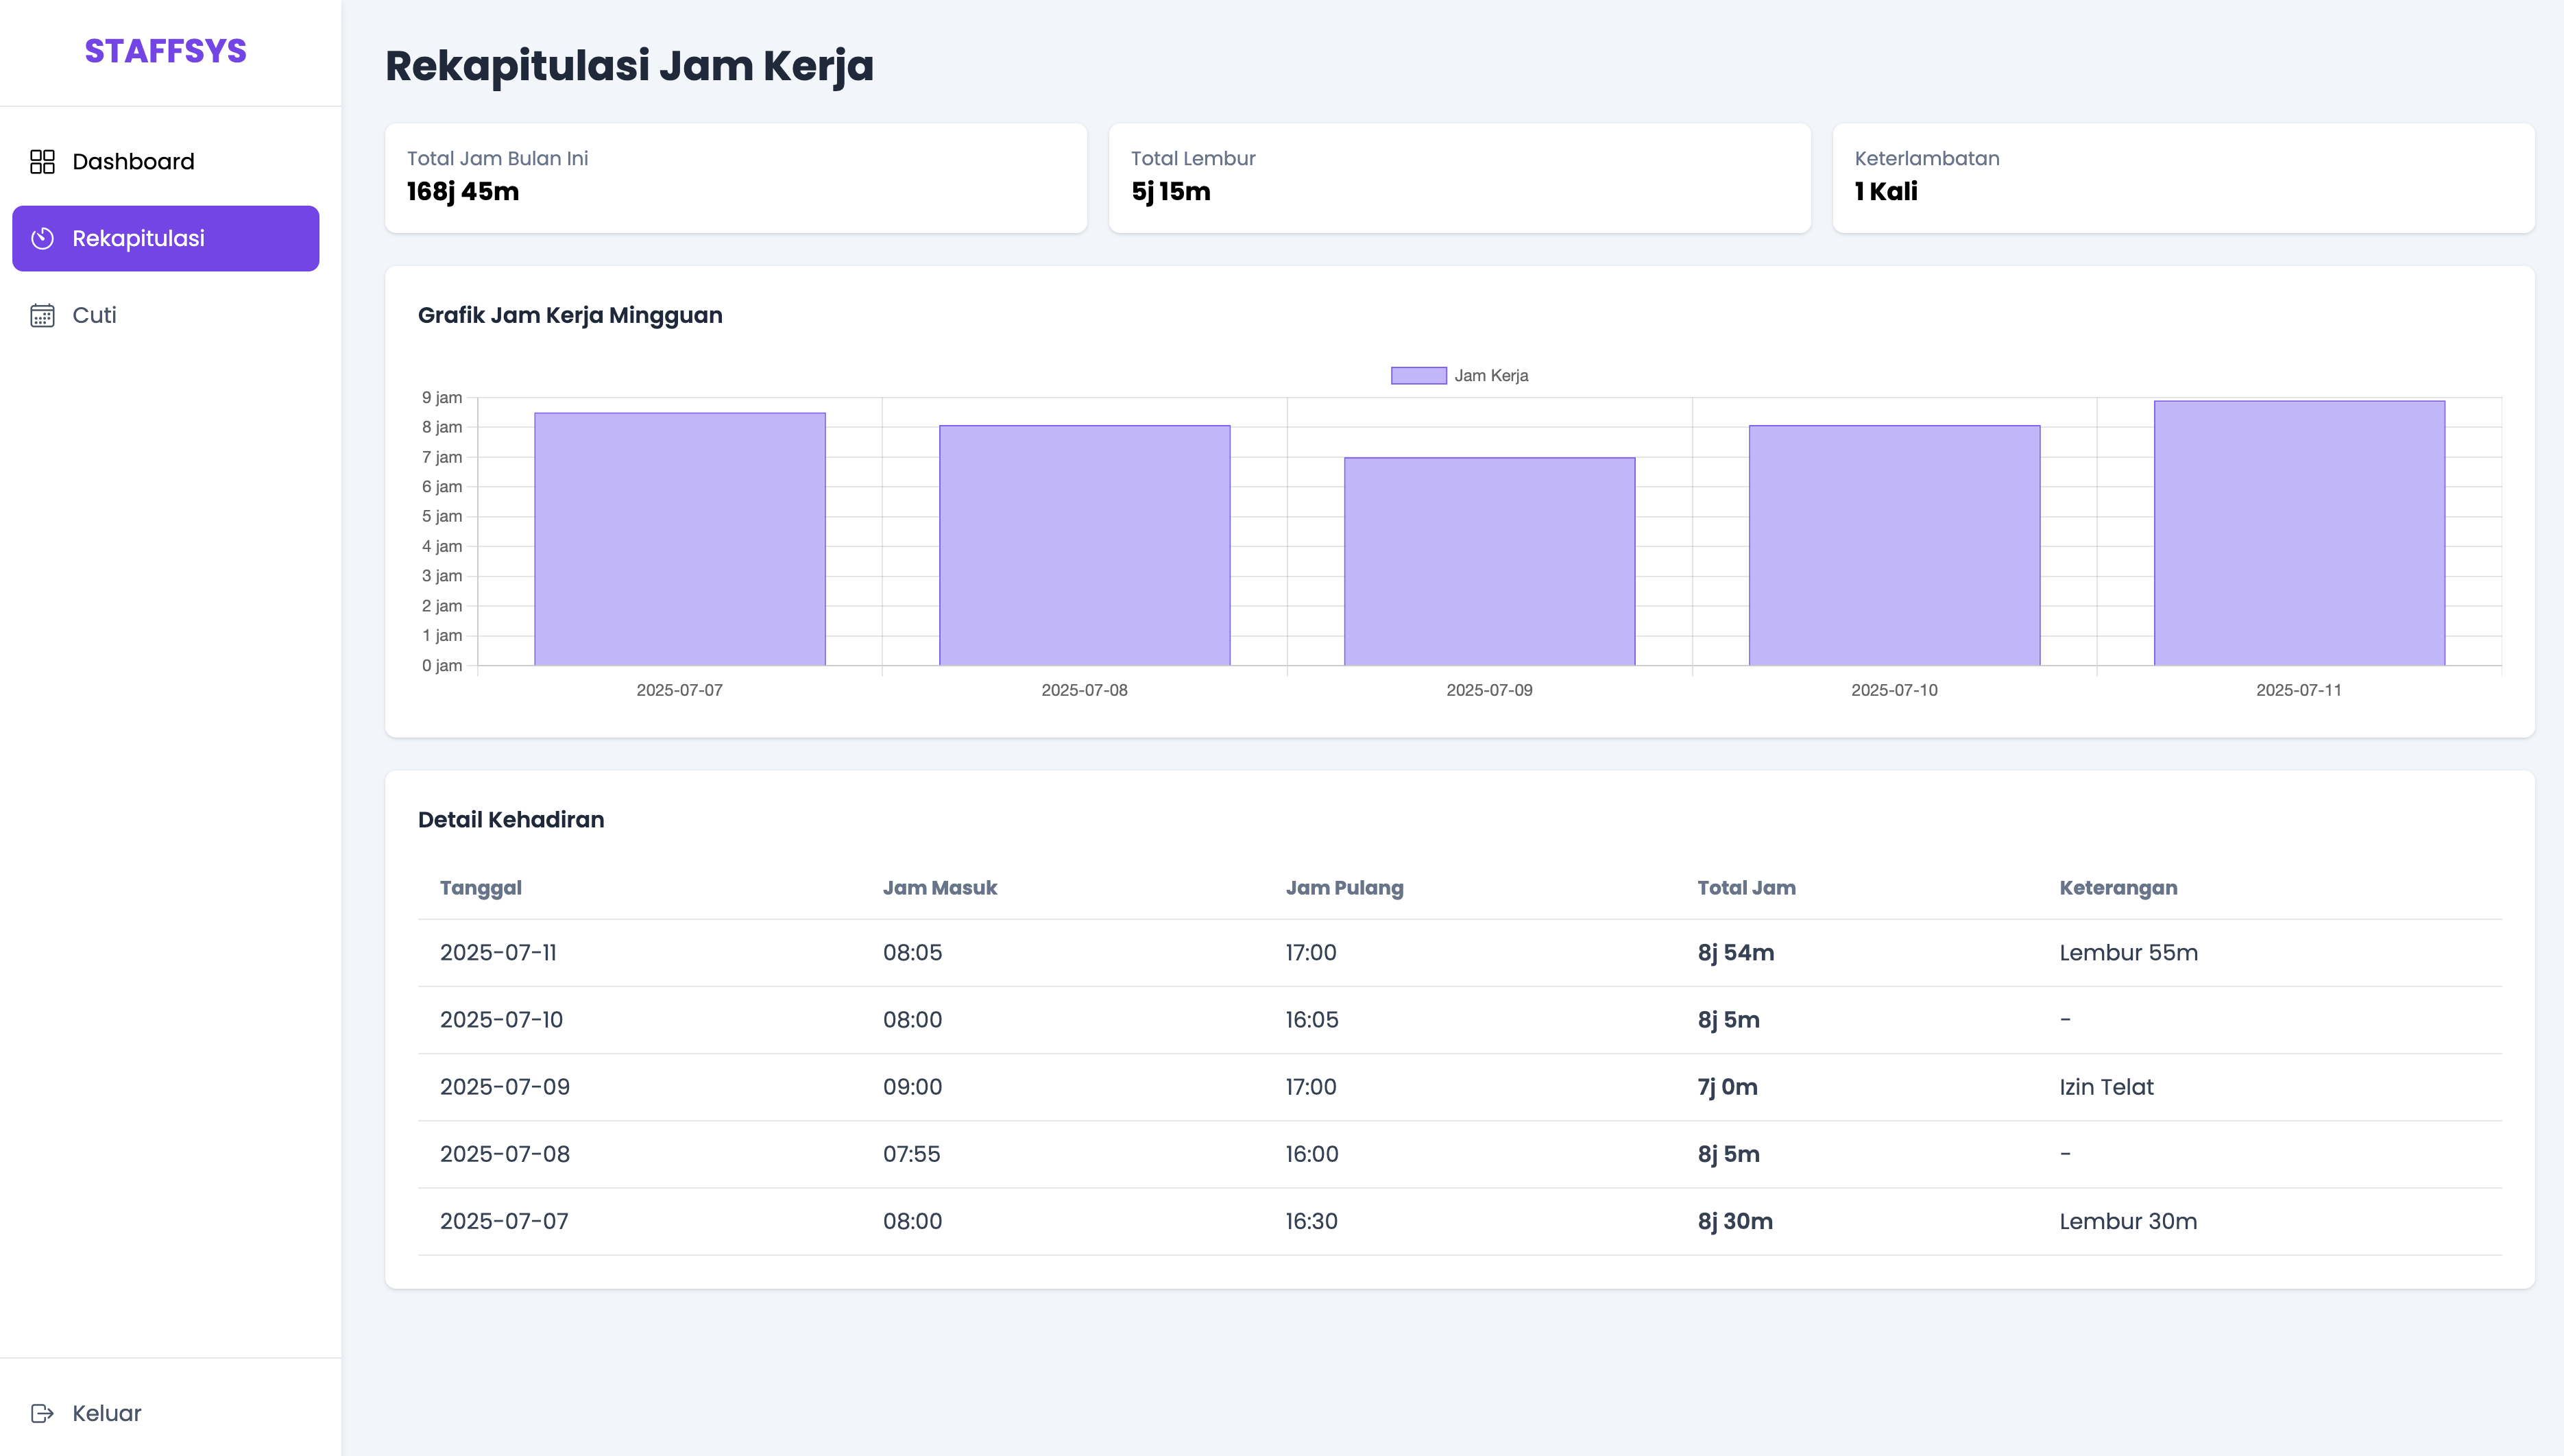 STAFFSYS
Dashboard
Rekapitulasi
Cuti
Keluar
Rekapitulasi Jam Kerja
Total Jam Bulan Ini
168j 45m
Total Lembur
5j 15m
Keterlambatan
1 Kali
Grafik Jam Kerja Mingguan
Jam Kerja
9 jam
8 jam
7 jam
6 jam
5 jam
4 jam
3 jam
2 jam
1 jam
0 jam
2025-07-07 2025-07-08 2025-07-09 2025-07-10 2025-07-11
Detail Kehadiran
Tanggal Jam Masuk Jam Pulang Total Jam Keterangan
2025-07-11 08:05 17:00 8j 54m Lembur 55m
2025-07-10 08:00 16:05 8j 5m -
2025-07-09 09:00 17:00 7j 0m Izin Telat
2025-07-08 07:55 16:00 8j 5m -
2025-07-07 08:00 16:30 8j 30m Lembur 30m